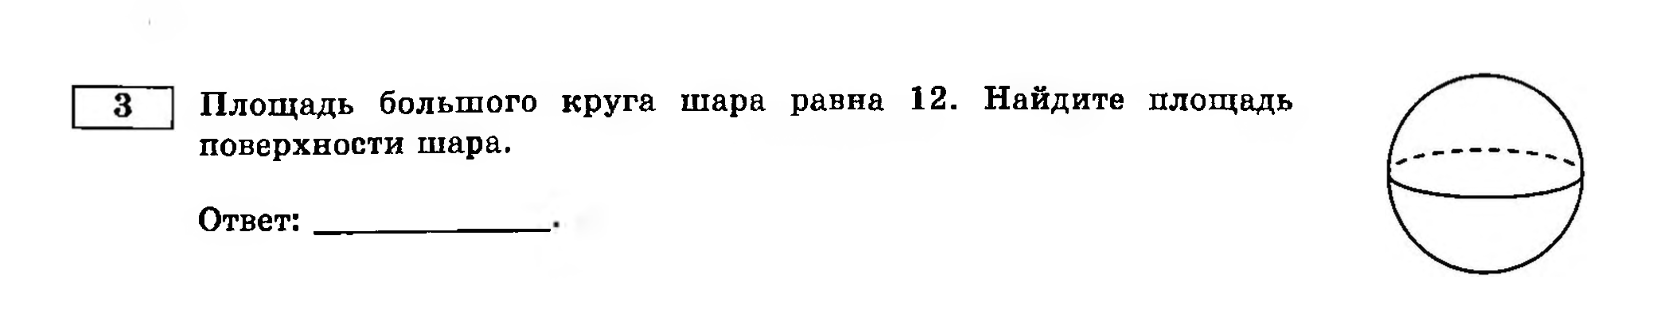 3
Площадь большого круга шара равна 12. Найдите площадь
поверхности шара.
Ответ: ____________.